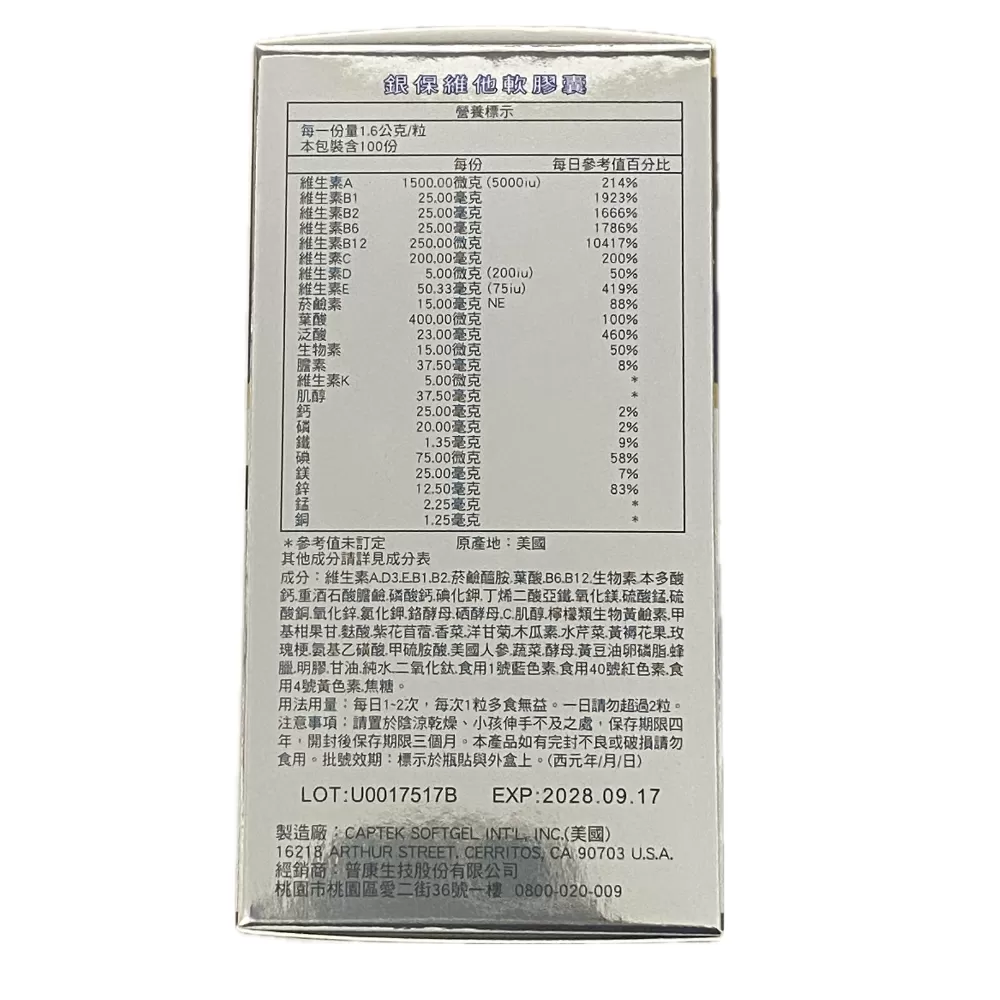 銀保維他軟膠囊
營養標示
每一份量1.6公克/粒
本包裝含100份
每份 每日參考值百分比
維生素A 1500.00微克 (5000iu) 214%
維生素B1 25.00毫克 1923%
維生素B2 25.00毫克 1666%
維生素B6 25.00毫克 1786%
維生素B12 250.00微克 10417%
維生素C 200.00毫克 200%
維生素D 5.00微克 (200iu) 50%
維生素E 50.33毫克 (75iu) 419%
菸鹼素 15.00毫克 NE 88%
葉酸 400.00微克 100%
泛酸 23.00毫克 460%
生物素 15.00微克 50%
膽素 37.50毫克 8%
維生素K 5.00微克 *
肌醇 37.50毫克 *
鈣 25.00毫克 2%
磷 20.00毫克 2%
鐵 1.35毫克 9%
碘 75.00微克 58%
鎂 25.00毫克 7%
鋅 12.50毫克 83%
錳 2.25毫克 *
銅 1.25毫克 *
*參考值未訂定 原產地：美國
其他成分請詳見成分表
成分：維生素A.D3.E.B1.B2.菸鹼醯胺.葉酸.B6.B12.生物素.本多酸
鈣.重酒石酸膽鹼.磷酸鈣.碘化鉀.丁烯二酸亞鐵.氧化鎂.硫酸錳.硫
酸銅.氧化鋅.氯化鉀.鉻酵母.硒酵母.C.肌醇.檸檬類生物黃鹼素.甲
基柑果甘.麩酸.紫花苜蓿.香菜.洋甘菊.木瓜素.水芹菜.黃褥花果.玫
瑰梗.氨基乙磺酸.甲硫胺酸.美國人參.蔬菜.酵母.黃豆油卵磷脂.蜂
臘.明膠.甘油.純水.二氧化鈦.食用1號藍色素.食用40號紅色素.食
用4號黃色素.焦糖。
用法用量：每日1~2次，每次1粒多食無益。一日請勿超過2粒。
注意事項：請置於陰涼乾燥、小孩伸手不及之處，保存期限四
年，開封後保存期限三個月。本產品如有完封不良或破損請勿
食用。批號效期：標示於瓶貼與外盒上。(西元年/月/日)
LOT:U0017517B EXP:2028.09.17
製造廠：CAPTEK SOFTGEL INT'L, INC.(美國)
16218 ARTHUR STREET, CERRITOS, CA 90703 U.S.A.
經銷商：普康生技股份有限公司
桃園市桃園區愛二街36號一樓 0800-020-009